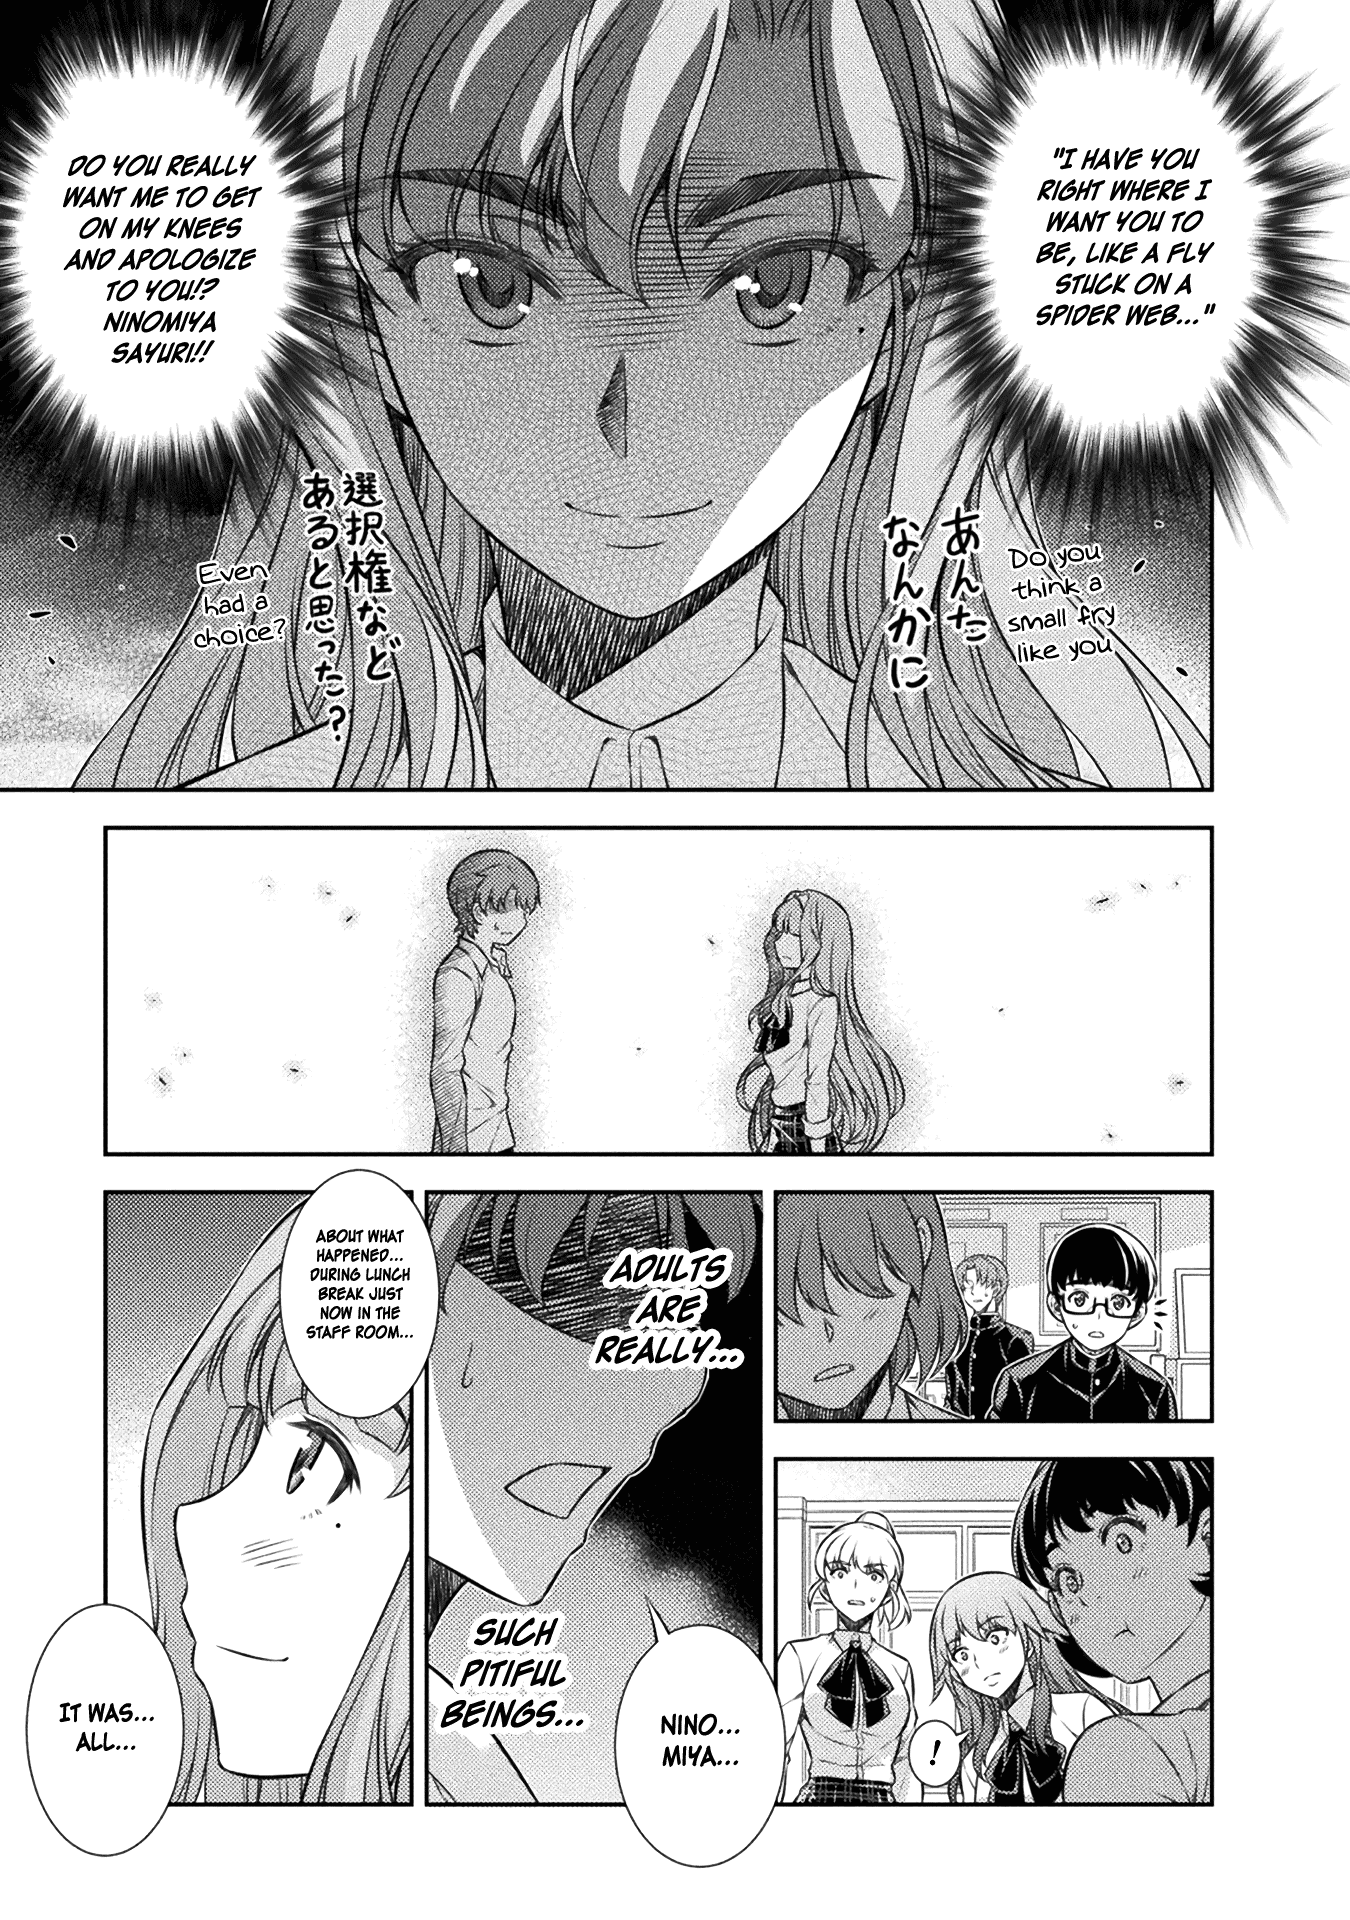 "I HAVE YOU
RIGHT WHERE I
WANT YOU TO
BE, LIKE A FLY
STUCK ON A
SPIDER WEB..."
DO YOU REALLY
WANT ME TO GET
ON MY KNEES
AND APOLOGIZE
TO YOU!?
NINOMIYA
SAYURI!!
あんた
なんかに
Do you
think a
small fry
like you
選択権など
あると思った?
Even
had a
choice?
!
NINO...
MIYA...
ADULTS
ARE
REALLY...
SUCH
PITIFUL
BEINGS...
ABOUT WHAT
HAPPENED...
DURING LUNCH
BREAK JUST
NOW IN THE
STAFF ROOM...
IT WAS...
ALL...